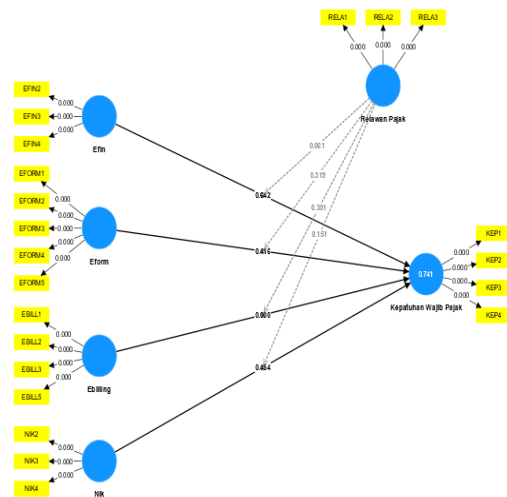 RELA1
RELA2
RELA3
0.000
0.000
0.000
Relawan Pajak
EFIN2
EFIN3
EFIN4
0.000
0.000
0.000
Efin
0.061
0.315
0.301
0.151
0.642
EFORM1
EFORM2
EFORM3
EFORM4
EFORM5
0.000
0.000
0.000
0.000
0.000
Eform
0.416
KEP1
KEP2
KEP3
KEP4
0.000
0.000
0.000
0.000
0.741
Kepatuhan Wajib Pajak
EBILL1
EBILL2
EBILL3
EBILL5
0.000
0.000
0.000
0.000
Ebilling
0.000
0.454
NIK2
NIK3
NIK4
0.000
0.000
0.000
Nik